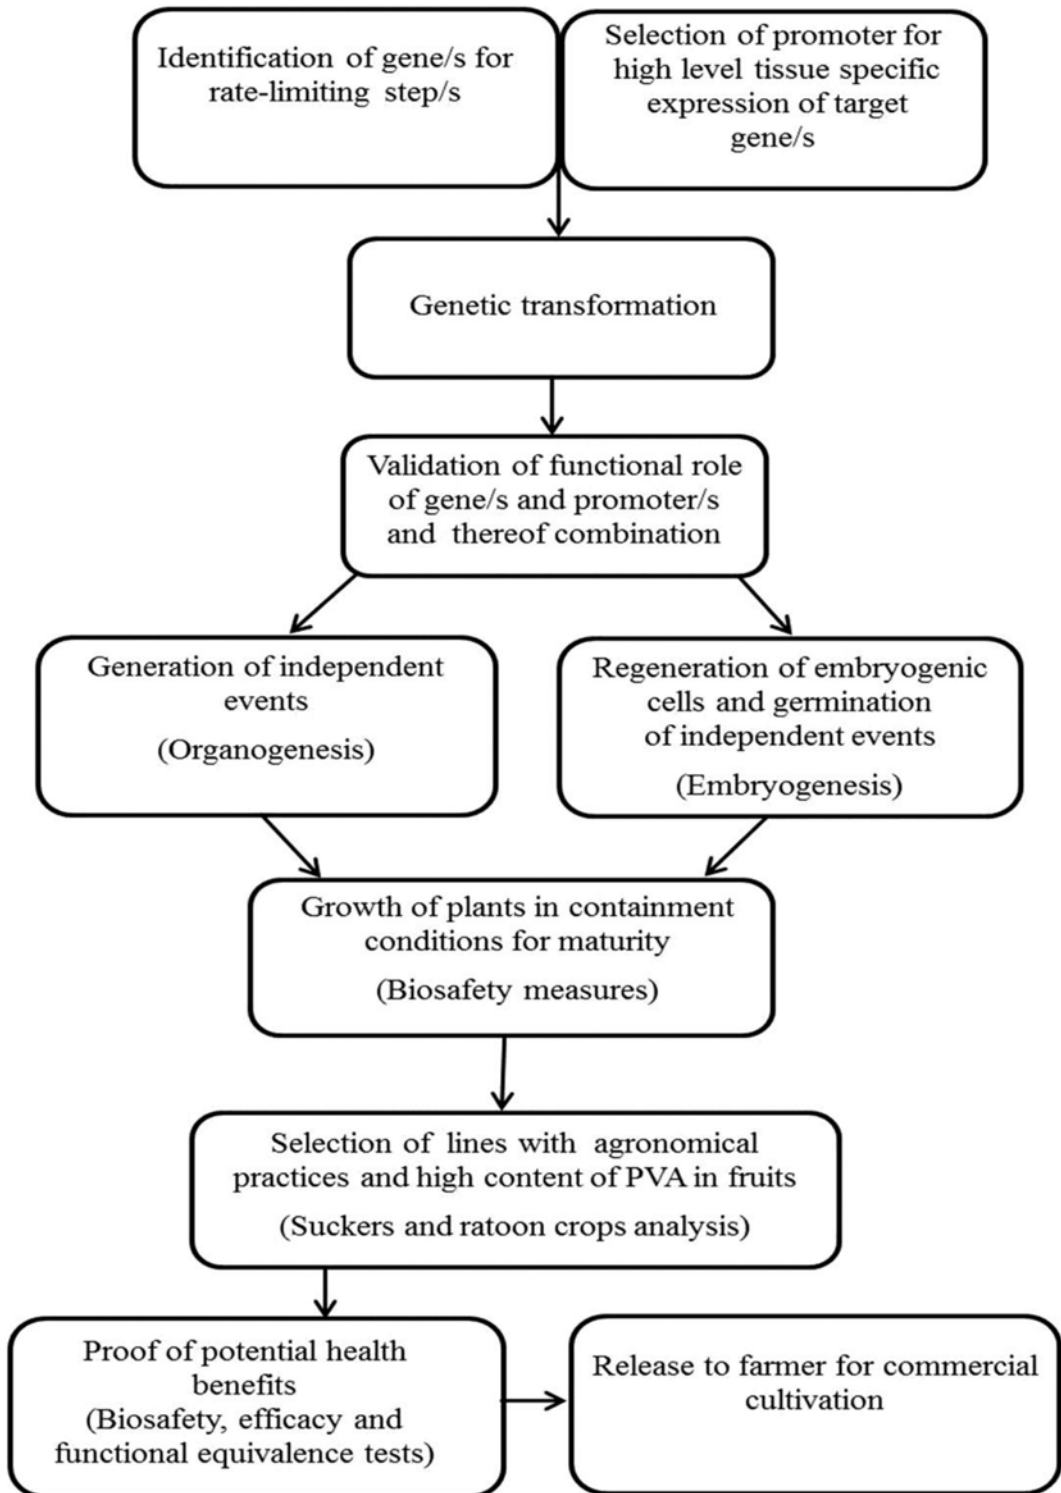 Identification of gene/s for
rate-limiting step/s
Selection of promoter for
high level tissue specific
expression of target
gene/s
Genetic transformation
Validation of functional role
of gene/s and promoter/s
and thereof combination
Generation of independent
events
(Organogenesis)
Regeneration of embryogenic
cells and germination
of independent events
(Embryogenesis)
Growth of plants in containment
conditions for maturity
(Biosafety measures)
Selection of lines with agronomical
practices and high content of PVA in fruits
(Suckers and ratoon crops analysis)
Proof of potential health
benefits
(Biosafety, efficacy and
functional equivalence tests)
Release to farmer for commercial
cultivation